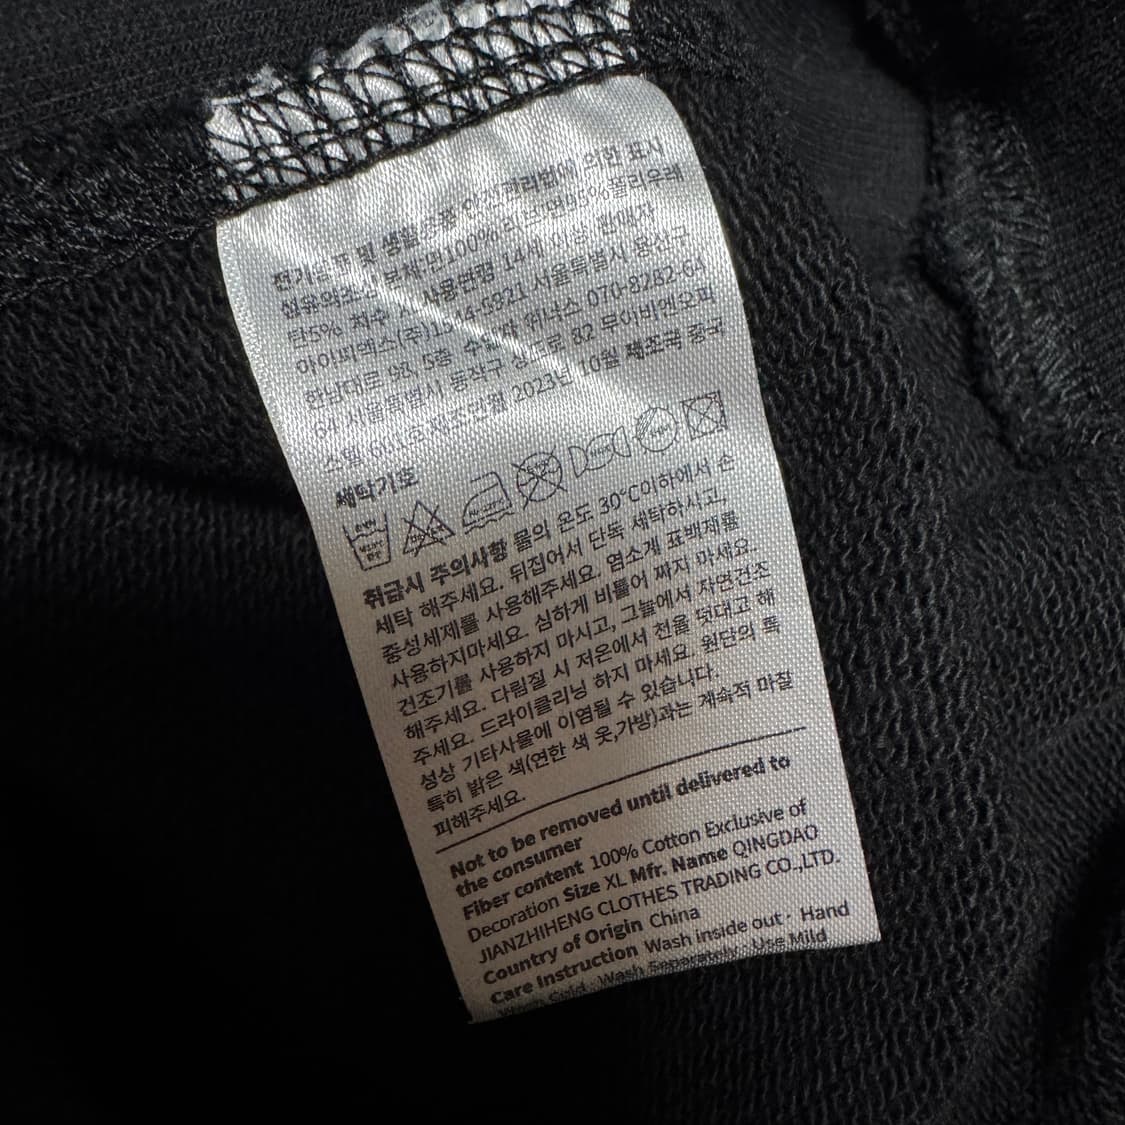 전기용품 및 생활용품 안전관리법에 의한 표시
섬유의조성 본체:면100% 리브:면95%폴리우레
탄5% 치수 XL 사용연령 14세 이상 판매자
아이피엑스(주)1544-5921 서울특별시 용산구
한남대로 98, 5층 수입자 위너스 070-8282-64
64 서울특별시 동작구 상도로 82 무이비엔오피
스텔 601호 제조연월 2023년 10월 제조국 중국
세탁기호
취급시 주의사항 물의 온도 30°C이하에서 손
세탁 해주세요. 뒤집어서 단독 세탁하시고,
중성세제를 사용해주세요. 염소계 표백제를
사용하지마세요. 심하게 비틀어 짜지 마세요.
건조기를 사용하지 마시고, 그늘에서 자연건조
해주세요. 다림질 시 저온에서 천을 덧대고 해
주세요. 드라이클리닝 하지 마세요. 원단의 특
성상 기타사물에 이염될 수 있습니다.
특히 밝은 색(연한 색 옷,가방)과는 계속적 마찰
피해주세요.
Not to be removed until delivered to
the consumer
Fiber content 100% Cotton Exclusive of
Decoration Size XL Mfr. Name QINGDAO
JIANZHIHENG CLOTHES TRADING CO.,LTD.
Country of Origin China
Care Instruction Wash inside out · Hand
Wash Cold · Wash Separately · Use Mild